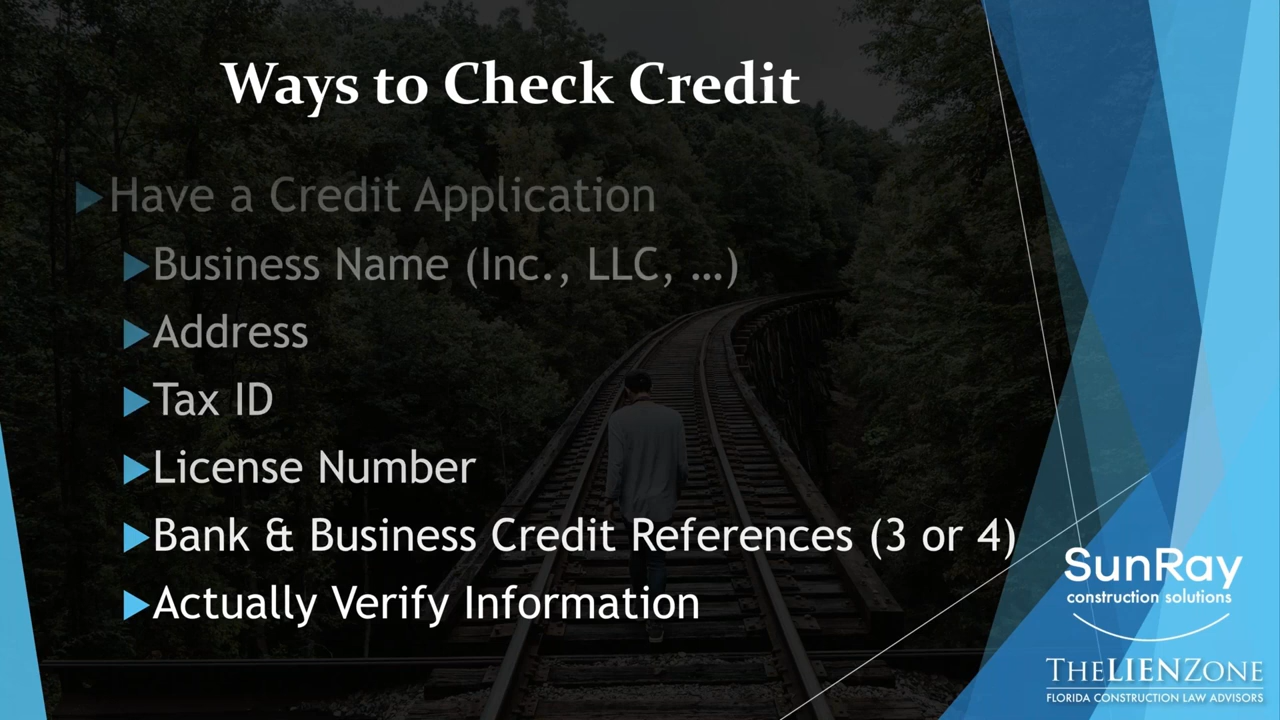 Ways to Check Credit
Have a Credit Application
Business Name (Inc., LLC, …)
Address
Tax ID
License Number
Bank & Business Credit References (3 or 4)
Actually Verify Information
SunRay
construction solutions
THELIENZONE
FLORIDA CONSTRUCTION LAW ADVISORS